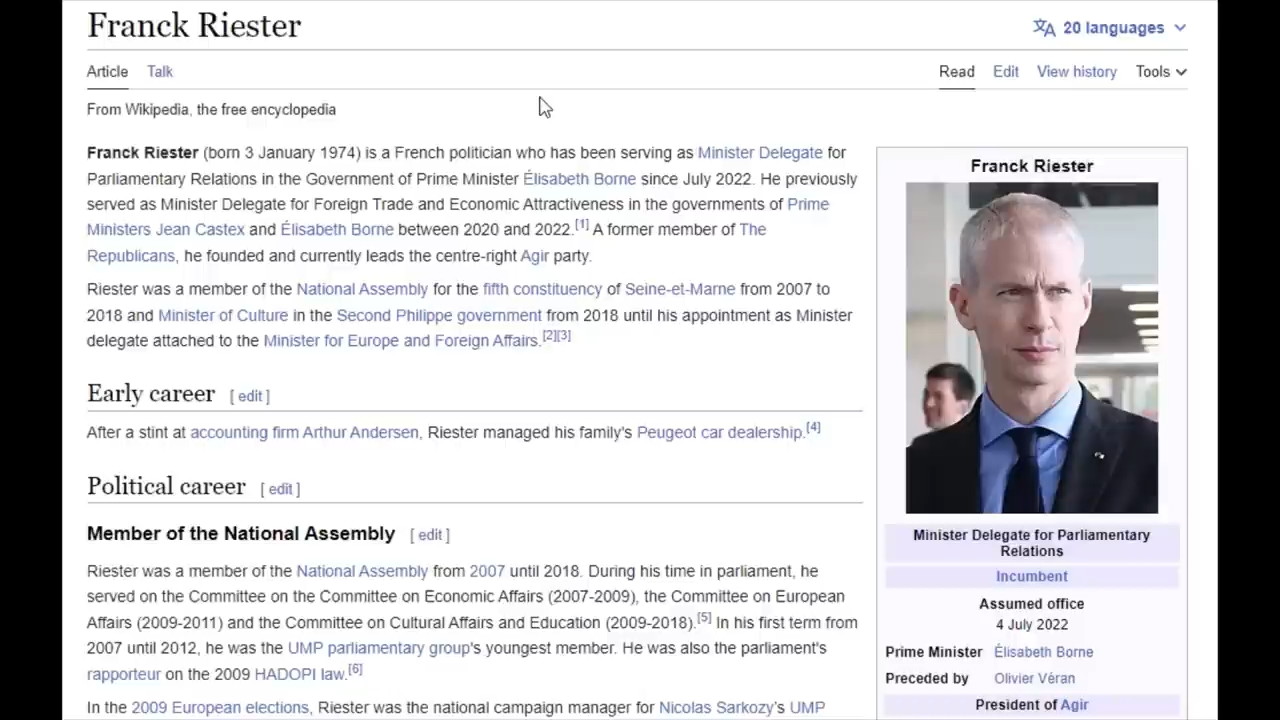 Franck Riester
20 languages
Article Talk
Read Edit View history Tools
From Wikipedia, the free encyclopedia
Franck Riester (born 3 January 1974) is a French politician who has been serving as Minister Delegate for
Parliamentary Relations in the Government of Prime Minister Élisabeth Borne since July 2022. He previously
served as Minister Delegate for Foreign Trade and Economic Attractiveness in the governments of Prime
Ministers Jean Castex and Élisabeth Borne between 2020 and 2022.[1] A former member of The
Republicans, he founded and currently leads the centre-right Agir party.
Riester was a member of the National Assembly for the fifth constituency of Seine-et-Marne from 2007 to
2018 and Minister of Culture in the Second Philippe government from 2018 until his appointment as Minister
delegate attached to the Minister for Europe and Foreign Affairs.[2][3]
Early career [ edit ]
After a stint at accounting firm Arthur Andersen, Riester managed his family's Peugeot car dealership.[4]
Political career [ edit ]
Member of the National Assembly [ edit ]
Riester was a member of the National Assembly from 2007 until 2018. During his time in parliament, he
served on the Committee on the Committee on Economic Affairs (2007-2009), the Committee on European
Affairs (2009-2011) and the Committee on Cultural Affairs and Education (2009-2018).[5] In his first term from
2007 until 2012, he was the UMP parliamentary group's youngest member. He was also the parliament's
rapporteur on the 2009 HADOPI law.[6]
In the 2009 European elections, Riester was the national campaign manager for Nicolas Sarkozy's UMP
Franck Riester
Minister Delegate for Parliamentary
Relations
Incumbent
Assumed office
4 July 2022
Prime Minister Élisabeth Borne
Preceded by Olivier Véran
President of Agir